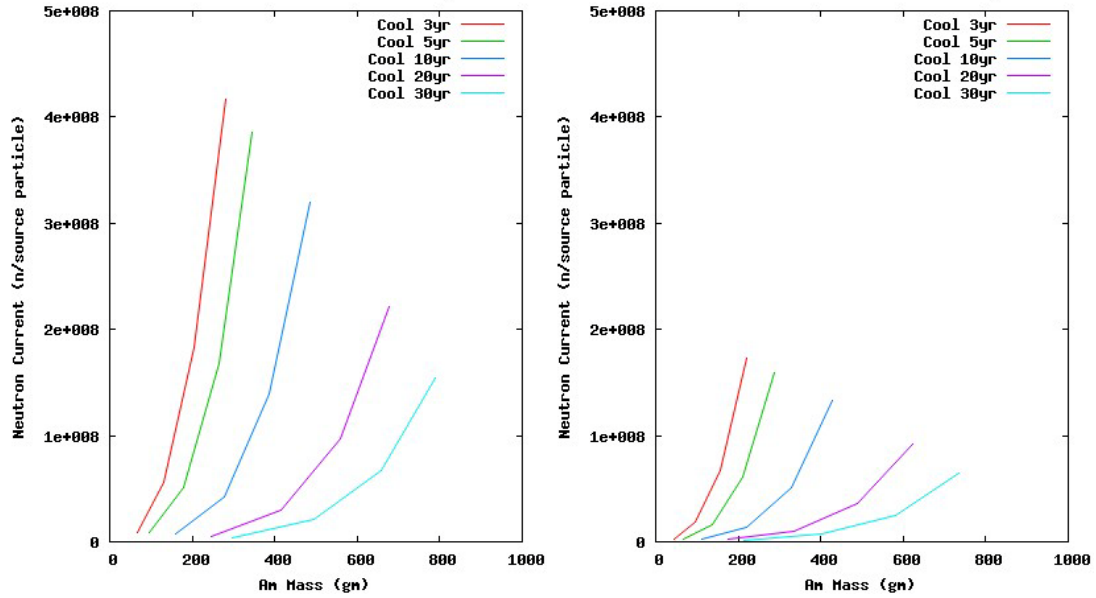 5e+008
4e+008
3e+008
2e+008
1e+008
0
0 200 400 600 800 1000
Neutron Current (n/source particle)
Am Mass (gm)
Cool 3yr
Cool 5yr
Cool 10yr
Cool 20yr
Cool 30yr
5e+008
4e+008
3e+008
2e+008
1e+008
0
0 200 400 600 800 1000
Neutron Current (n/source particle)
Am Mass (gm)
Cool 3yr
Cool 5yr
Cool 10yr
Cool 20yr
Cool 30yr